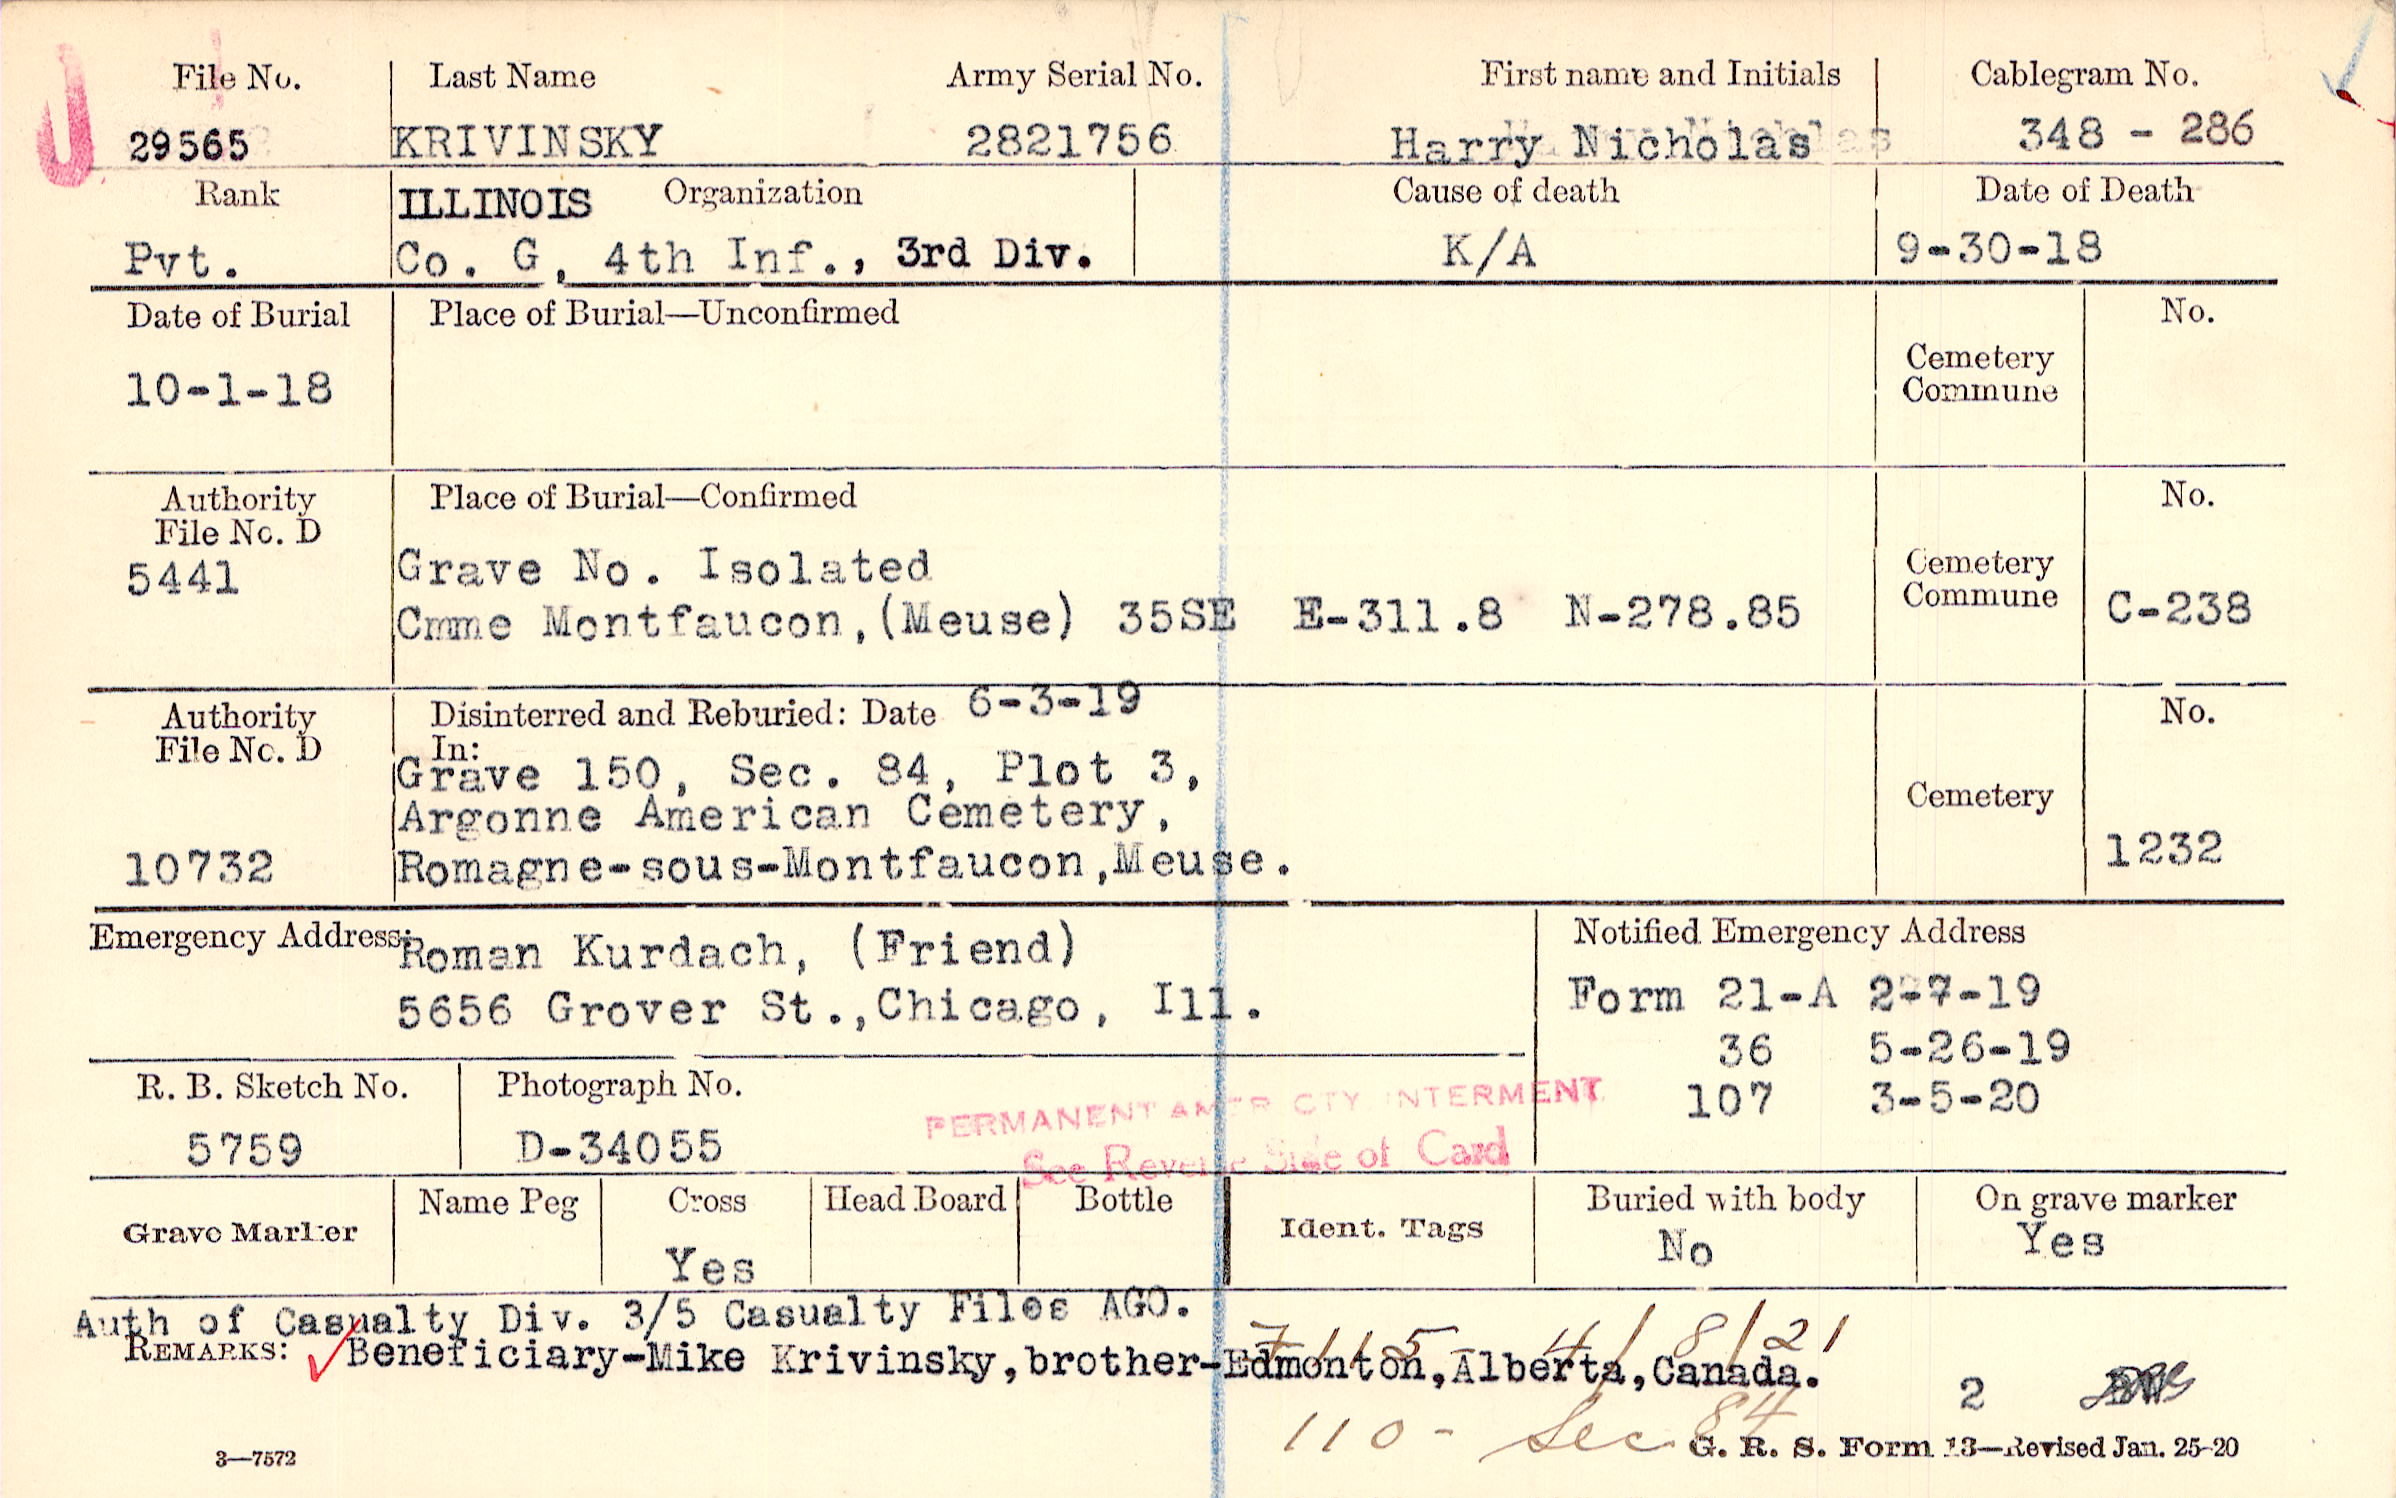 File No. Last Name Army Serial No. First name and Initials Cablegram No.
29565 KRIVINSKY 2821756 Harry Nicholas 348 - 286
Rank ILLINOIS Organization Cause of death Date of Death
Pvt. Co. G, 4th Inf., 3rd Div. K/A 9-30-18
Date of Burial Place of Burial—Unconfirmed No.
Cemetery
Commune
10-1-18
Authority Place of Burial—Confirmed No.
File No. D
5441 Grave No. Isolated Cemetery
Commune
Cmme Montfaucon,(Meuse) 35SE E-311.8 N-278.85 C-238
Authority Disinterred and Reburied: Date 6-3-19 No.
File No. D In:
Grave 150, Sec. 84, Plot 3,
Argonne American Cemetery, Cemetery
10732 Romagne-sous-Montfaucon,Meuse. 1232
Emergency Address: Roman Kurdach, (Friend) Notified Emergency Address
5656 Grover St.,Chicago, Ill. Form 21-A 2-7-19
36 5-26-19
107 3-5-20
R. B. Sketch No. Photograph No.
5759 D-34055
PERMANENT AMER CTY INTERMENT
See Reverse Side of Card
Grave Marker Name Peg Cross Head Board Bottle Ident. Tags Buried with body On grave marker
Yes No Yes
Auth of Casualty Div. 3/5 Casualty Files AGO.
7115 - 4/8/21
REMARKS: Beneficiary-Mike Krivinsky,brother-Edmonton,Alberta,Canada.
2
110 - Sec 84
3—7572 G. R. S. Form 13—Revised Jan. 25-20